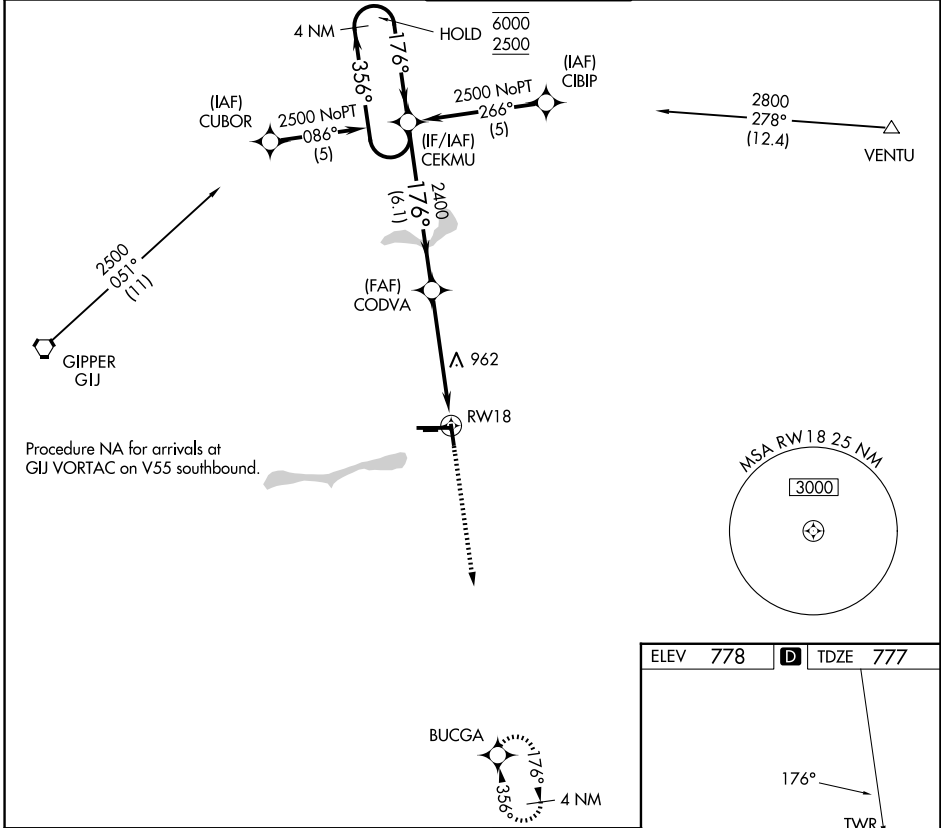 4 NM
HOLD
6000
2500
176°
356°
(IAF)
CUBOR
2500 NoPT
086°
(5)
(IAF)
CIBIP
2500 NoPT
266°
(5)
(IF/IAF)
CEKMU
2800
278°
(12.4)
VENTU
2400
176°
(6.1)
2500
051°
(11)
(FAF)
CODVA
GIPPER
GIJ
962
RW18
Procedure NA for arrivals at
GIJ VORTAC on V55 southbound.
MSA RW18 25 NM
3000
ELEV 778 D TDZE 777
BUCGA
176°
356°
4 NM
176°
TWR